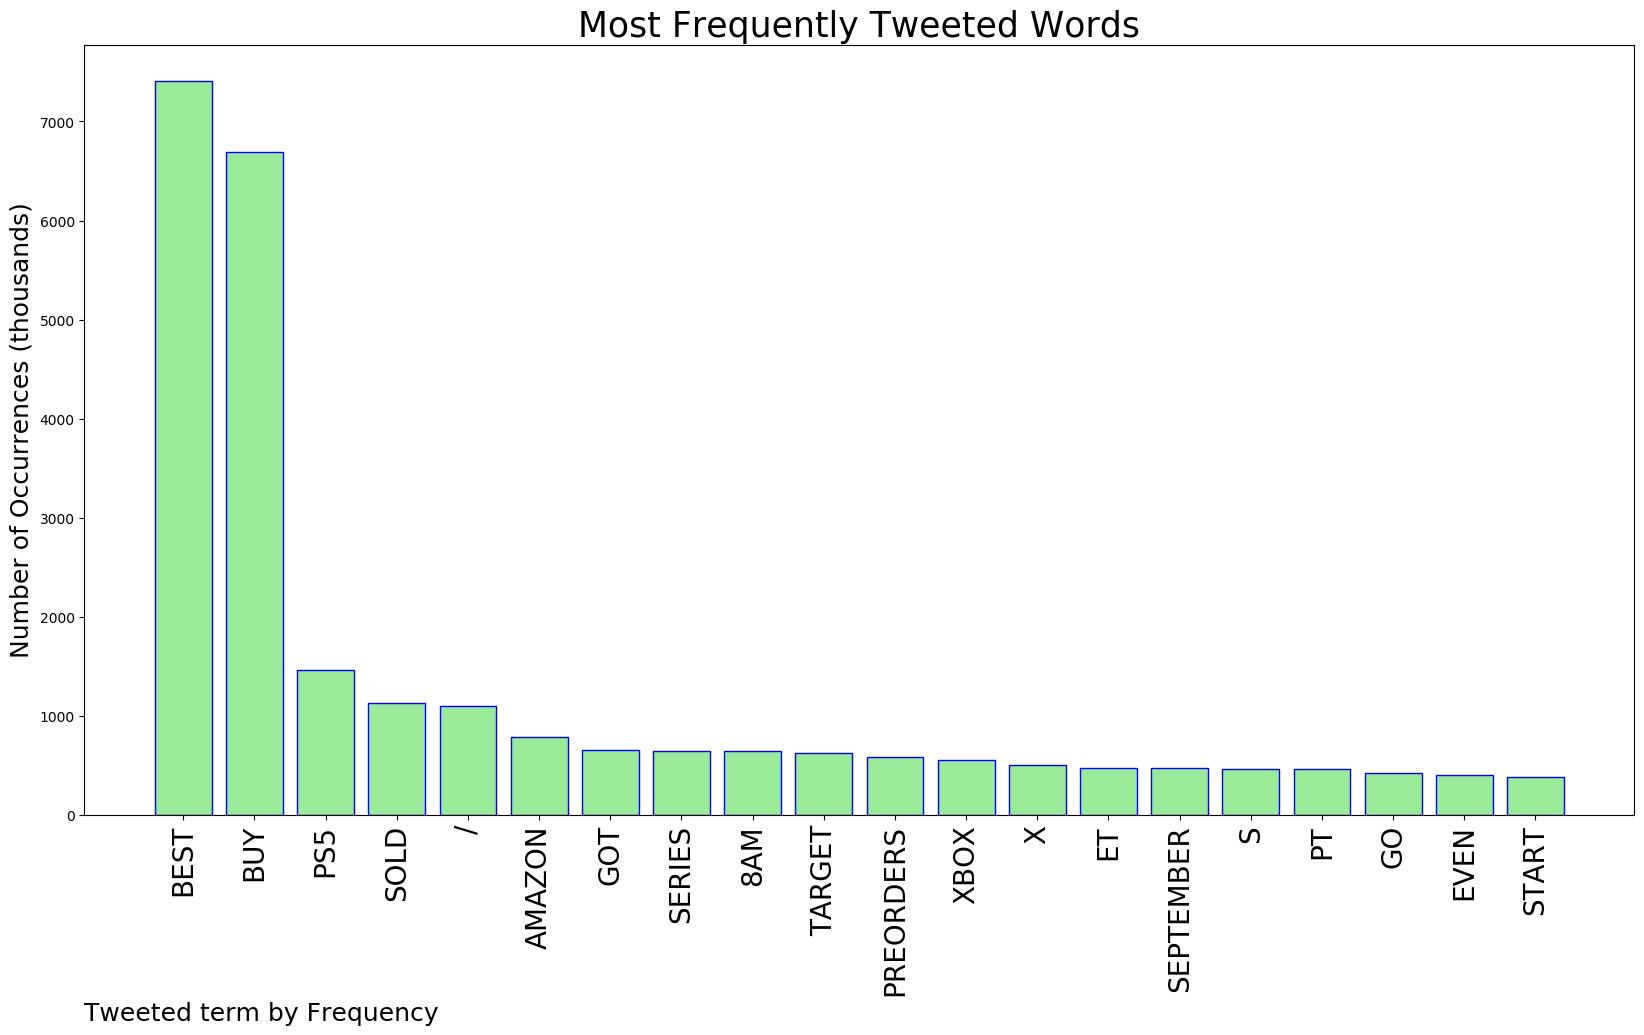 Most Frequently Tweeted Words
Number of Occurrences (thousands)
7000
6000
5000
4000
3000
2000
1000
0
BEST
BUY
PS5
SOLD
/
AMAZON
GOT
SERIES
8AM
TARGET
PREORDERS
XBOX
X
ET
SEPTEMBER
S
PT
GO
EVEN
START
Tweeted term by Frequency